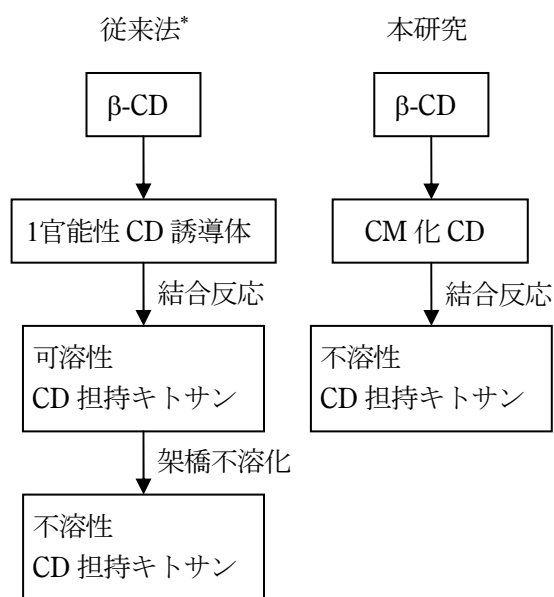 従来法*
β-CD
1官能性 CD 誘導体
結合反応
可溶性
CD 担持キトサン
架橋不溶化
不溶性
CD 担持キトサン
本研究
β-CD
CM 化 CD
結合反応
不溶性
CD 担持キトサン